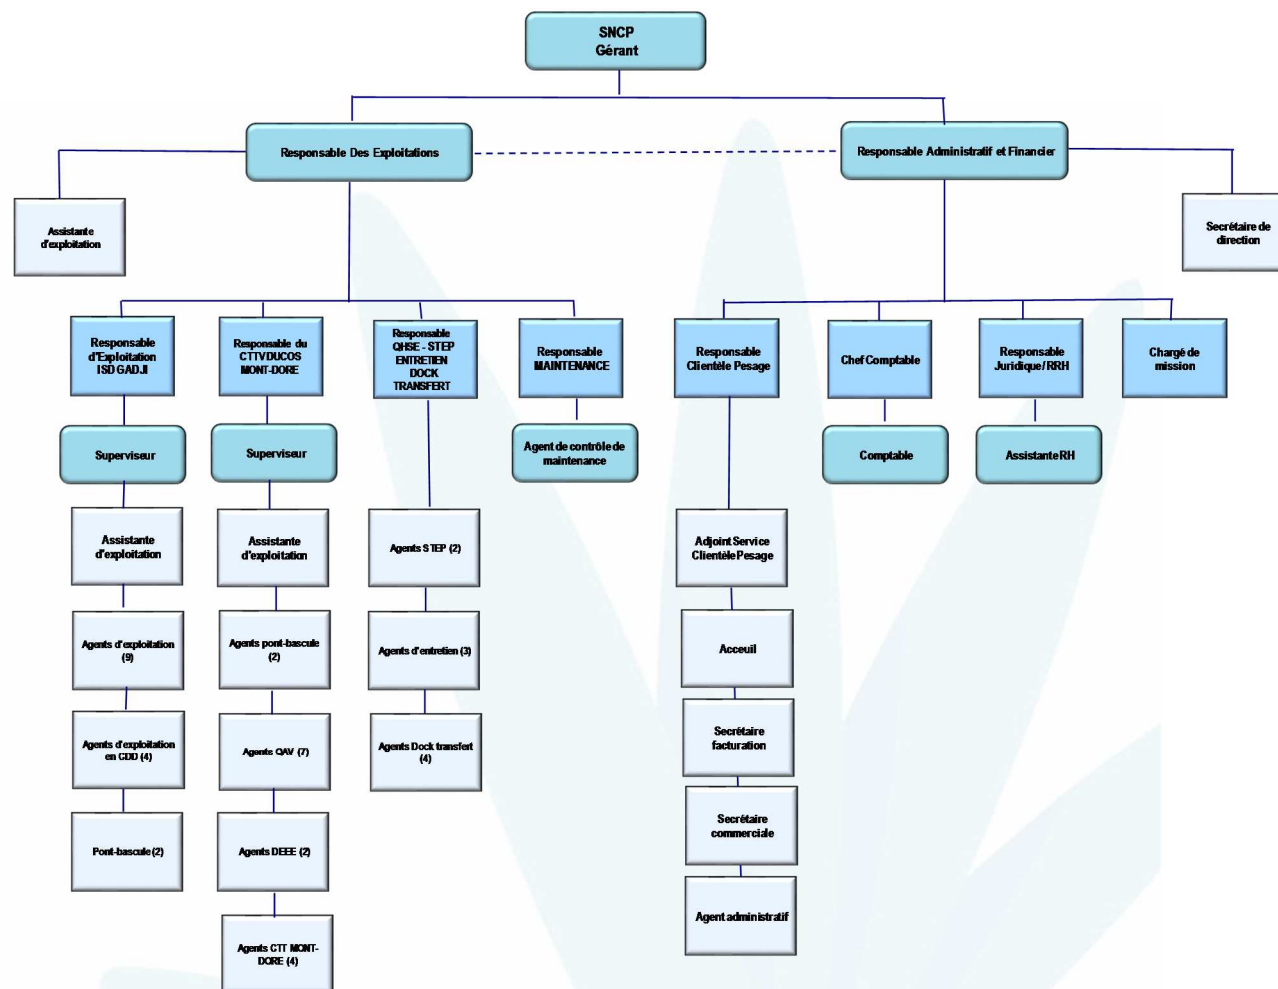 SNCP
Gérant
Responsable Des Exploitations
Responsable Administratif et Financier
Assistante
d'exploitation
Secrétaire de
direction
Responsable
d'Exploitation
ISD GADJI
Responsable du
CTTV DUCOS
MONT-DORE
Responsable
QHSE - STEP
ENTRETIEN
DOCK
TRANSFERT
Responsable
MAINTENANCE
Responsable
Clientèle Pesage
Chef Comptable
Responsable
Juridique/ RRH
Chargé de
mission
Superviseur
Superviseur
Agent de contrôle de
maintenance
Comptable
Assistante RH
Assistante
d'exploitation
Assistante
d'exploitation
Agents STEP (2)
Adjoint Service
Clientèle Pesage
Agents d'exploitation
(9)
Agents pont-bascule
(2)
Agents d'entretien (3)
Acceuil
Agents d'exploitation
en CDD (4)
Agents QAV (7)
Agents Dock transfert
(4)
Secrétaire
facturation
Pont-bascule (2)
Agents DEEE (2)
Secrétaire
commerciale
Agents CTT MONT-
DORE (4)
Agent administratif